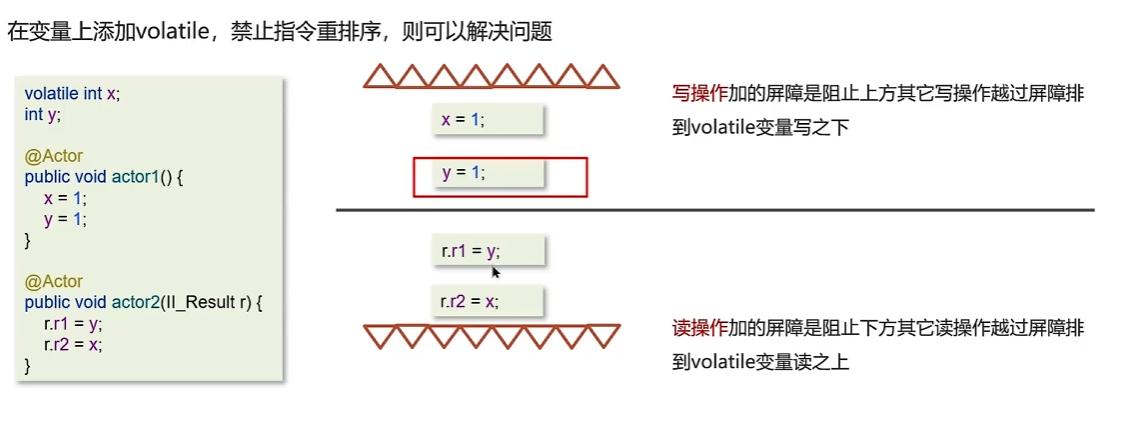 在变量上添加volatile，禁止指令重排序，则可以解决问题
volatile int x;
int y;
@Actor
public void actor1() {
x = 1;
y = 1;
}
@Actor
public void actor2(II_Result r) {
r.r1 = y;
r.r2 = x;
}
x = 1;
y = 1;
r.r1 = y;
r.r2 = x;
写操作加的屏障是阻止上方其它写操作越过屏障排
到volatile变量写之下
读操作加的屏障是阻止下方其它读操作越过屏障排
到volatile变量读之上